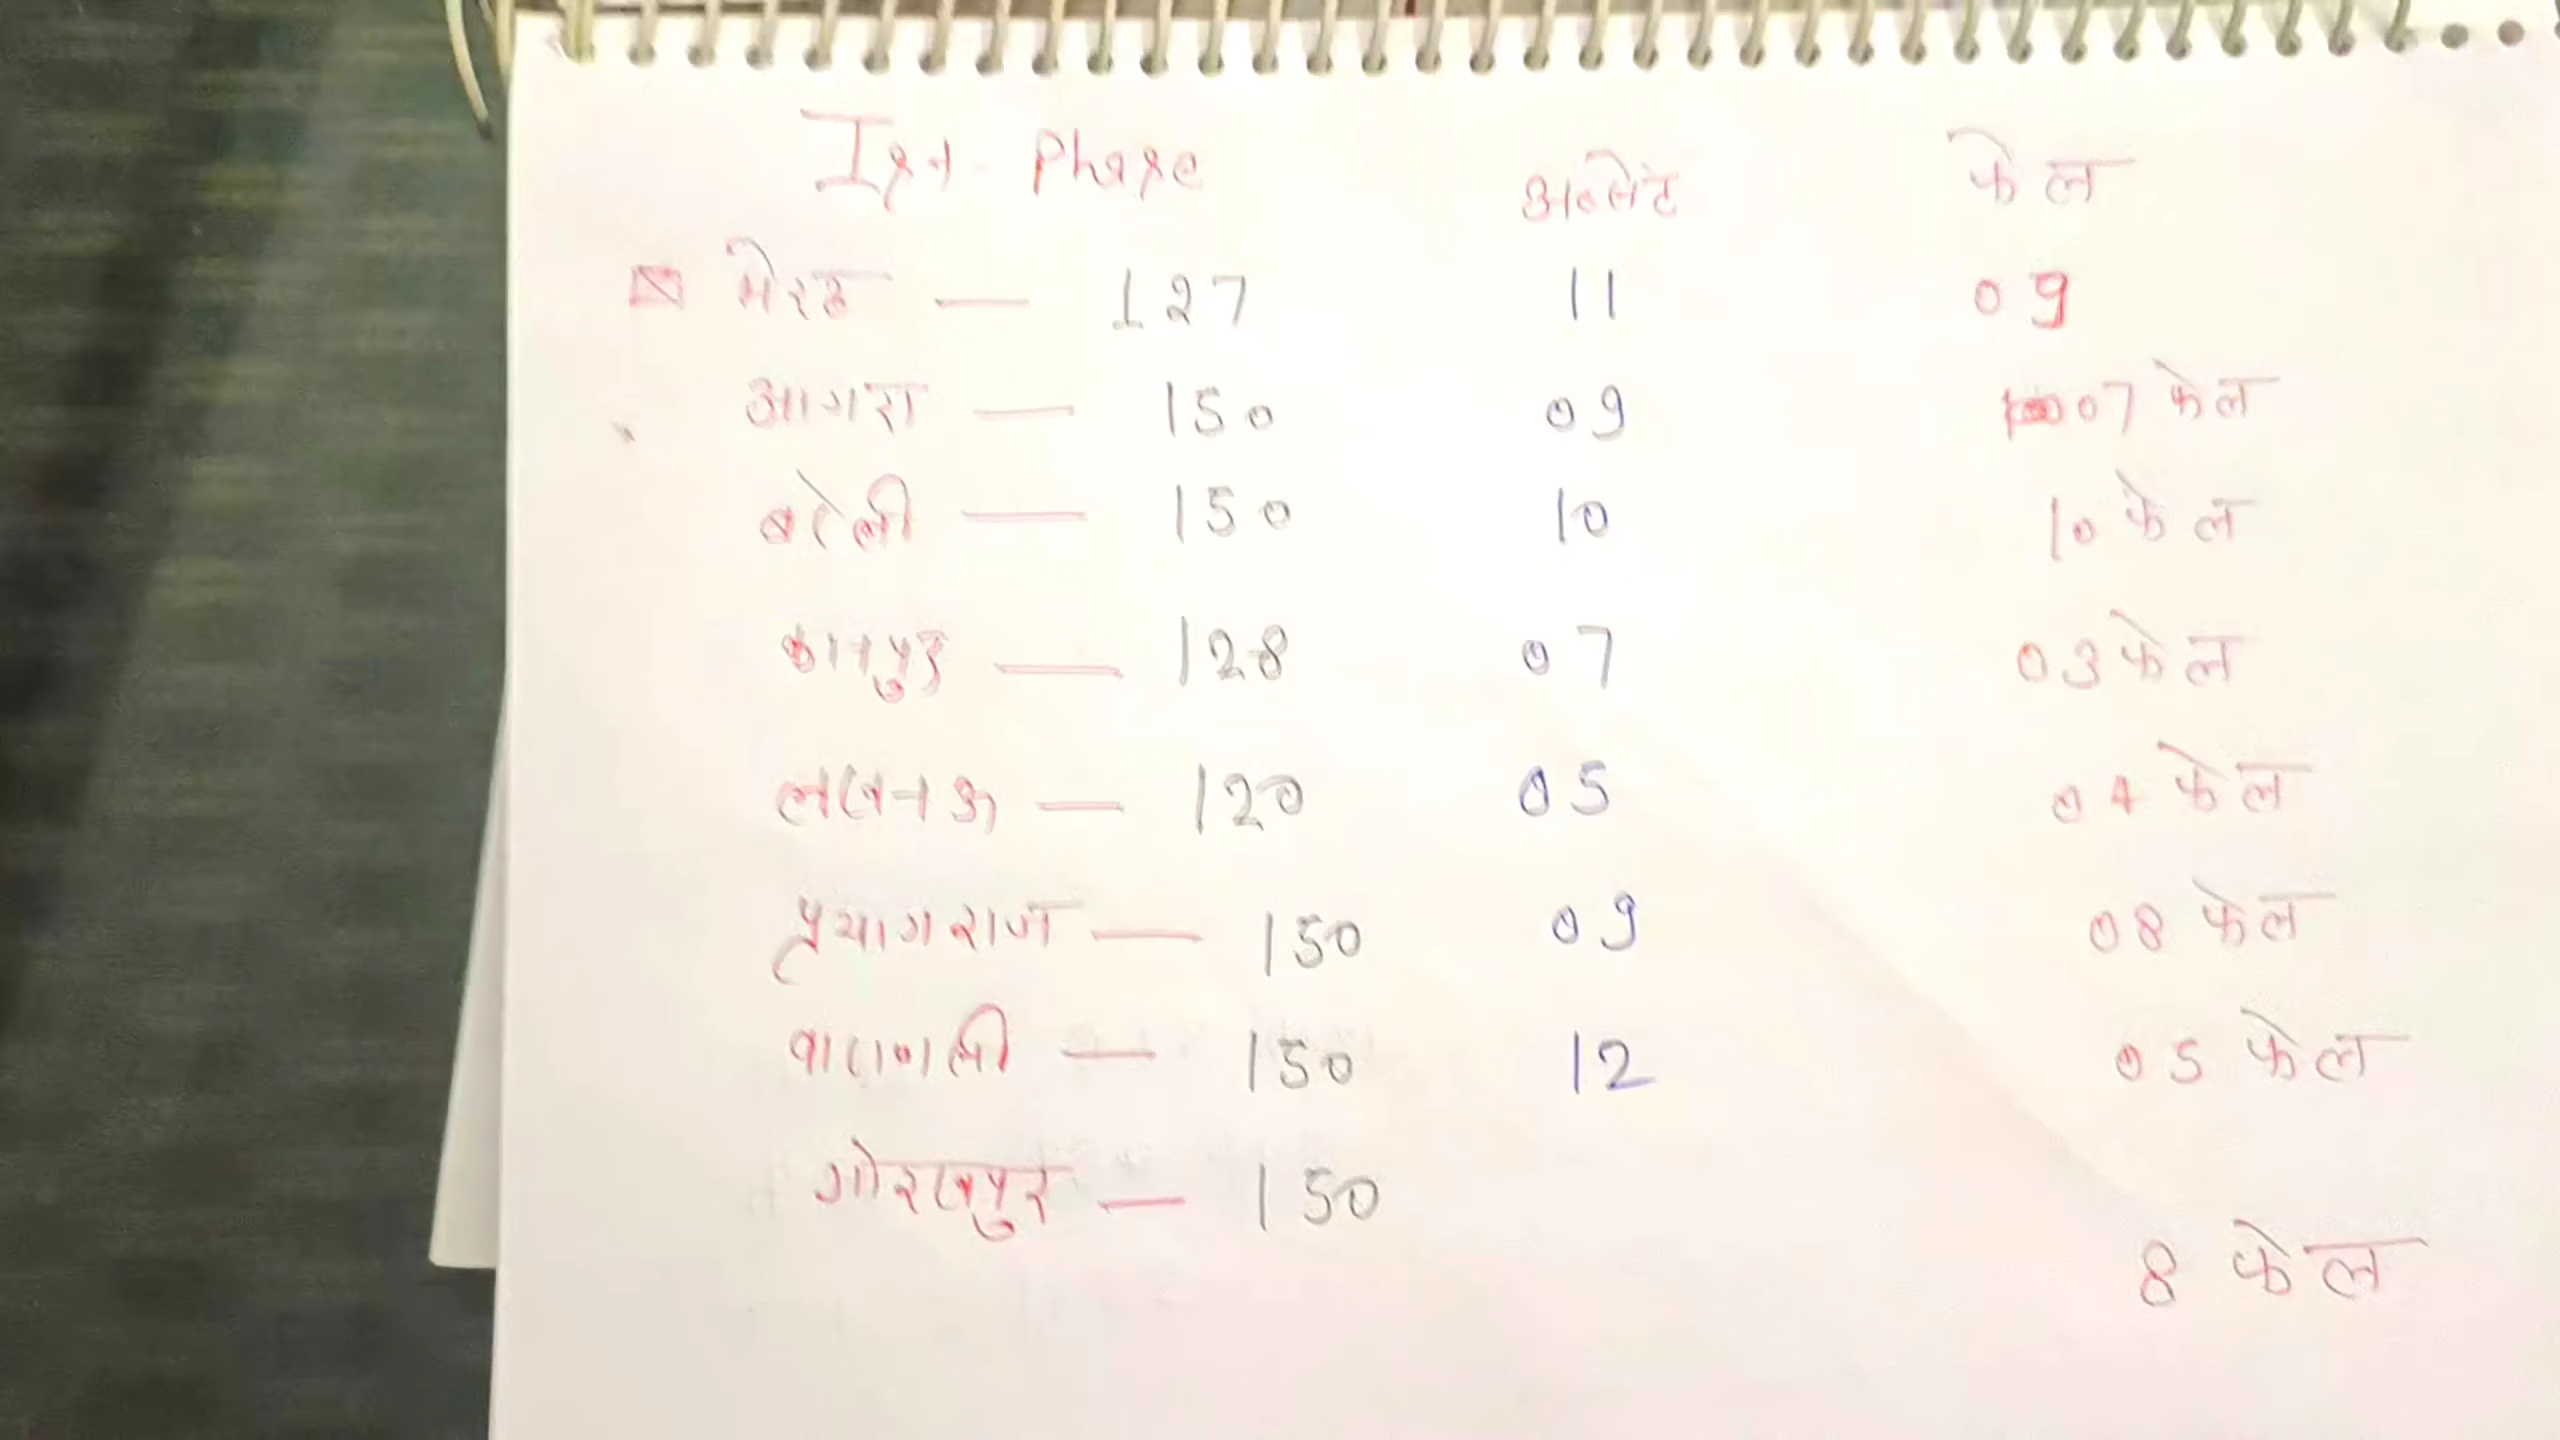 Ist Phase अब्सेंट फेल
मेरठ — 127 11 09
आगरा — 150 09 07 फेल
बरेली — 150 10 10 फेल
कानपुर — 128 07 03 फेल
लखनऊ — 120 05 04 फेल
प्रयागराज — 150 09 08 फेल
वाराणसी — 150 12 05 फेल
गोरखपुर — 150
8 फेल